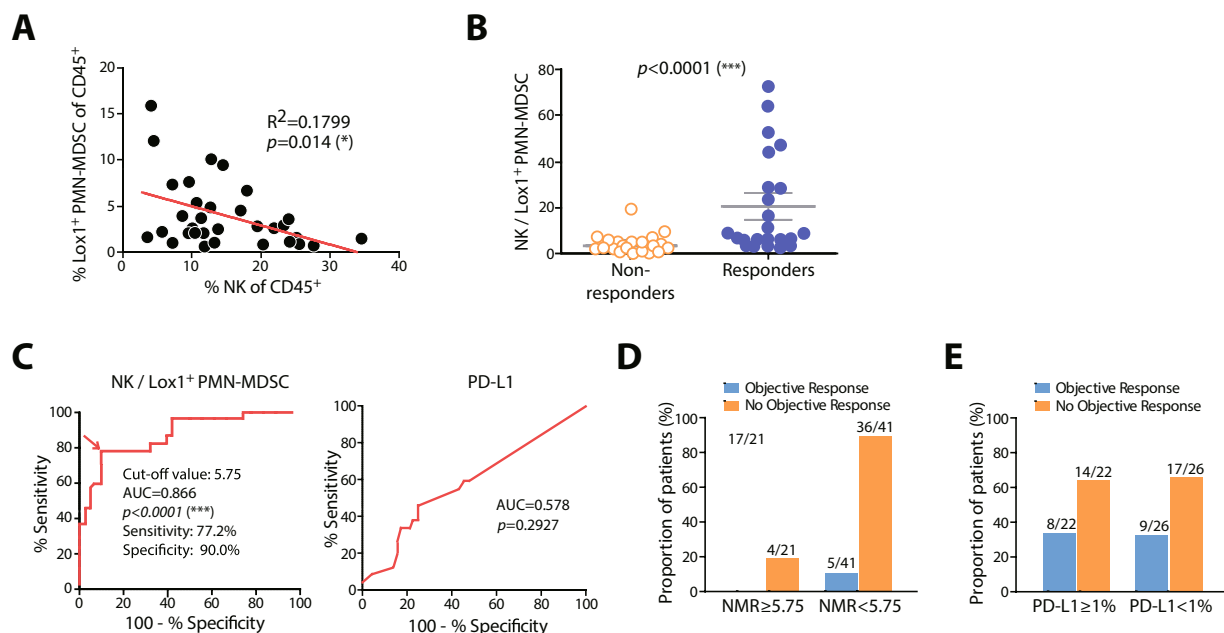 A
% Lox1+ PMN-MDSC of CD45+
20
15
10
5
0
R2=0.1799
p=0.014 (*)
0 10 20 30 40
% NK of CD45+
B
NK / Lox1+ PMN-MDSC
80
60
40
20
0
p<0.0001 (***)
Non-
responders
Responders
C
NK / Lox1+ PMN-MDSC
% Sensitivity
100
80
60
40
20
0
Cut-off value: 5.75
AUC=0.866
p<0.0001 (***)
Sensitivity: 77.2%
Specificity: 90.0%
0 20 40 60 80 100
100 - % Specificity
PD-L1
% Sensitivity
100
80
60
40
20
0
AUC=0.578
p=0.2927
0 20 40 60 80 100
100 - % Specificity
D
Objective Response
No Objective Response
Proportion of patients (%)
100
80
60
40
20
0
17/21
4/21
5/41
36/41
NMR≥5.75 NMR<5.75
E
Objective Response
No Objective Response
Proportion of patients (%)
100
80
60
40
20
0
8/22
14/22
9/26
17/26
PD-L1≥1% PD-L1<1%